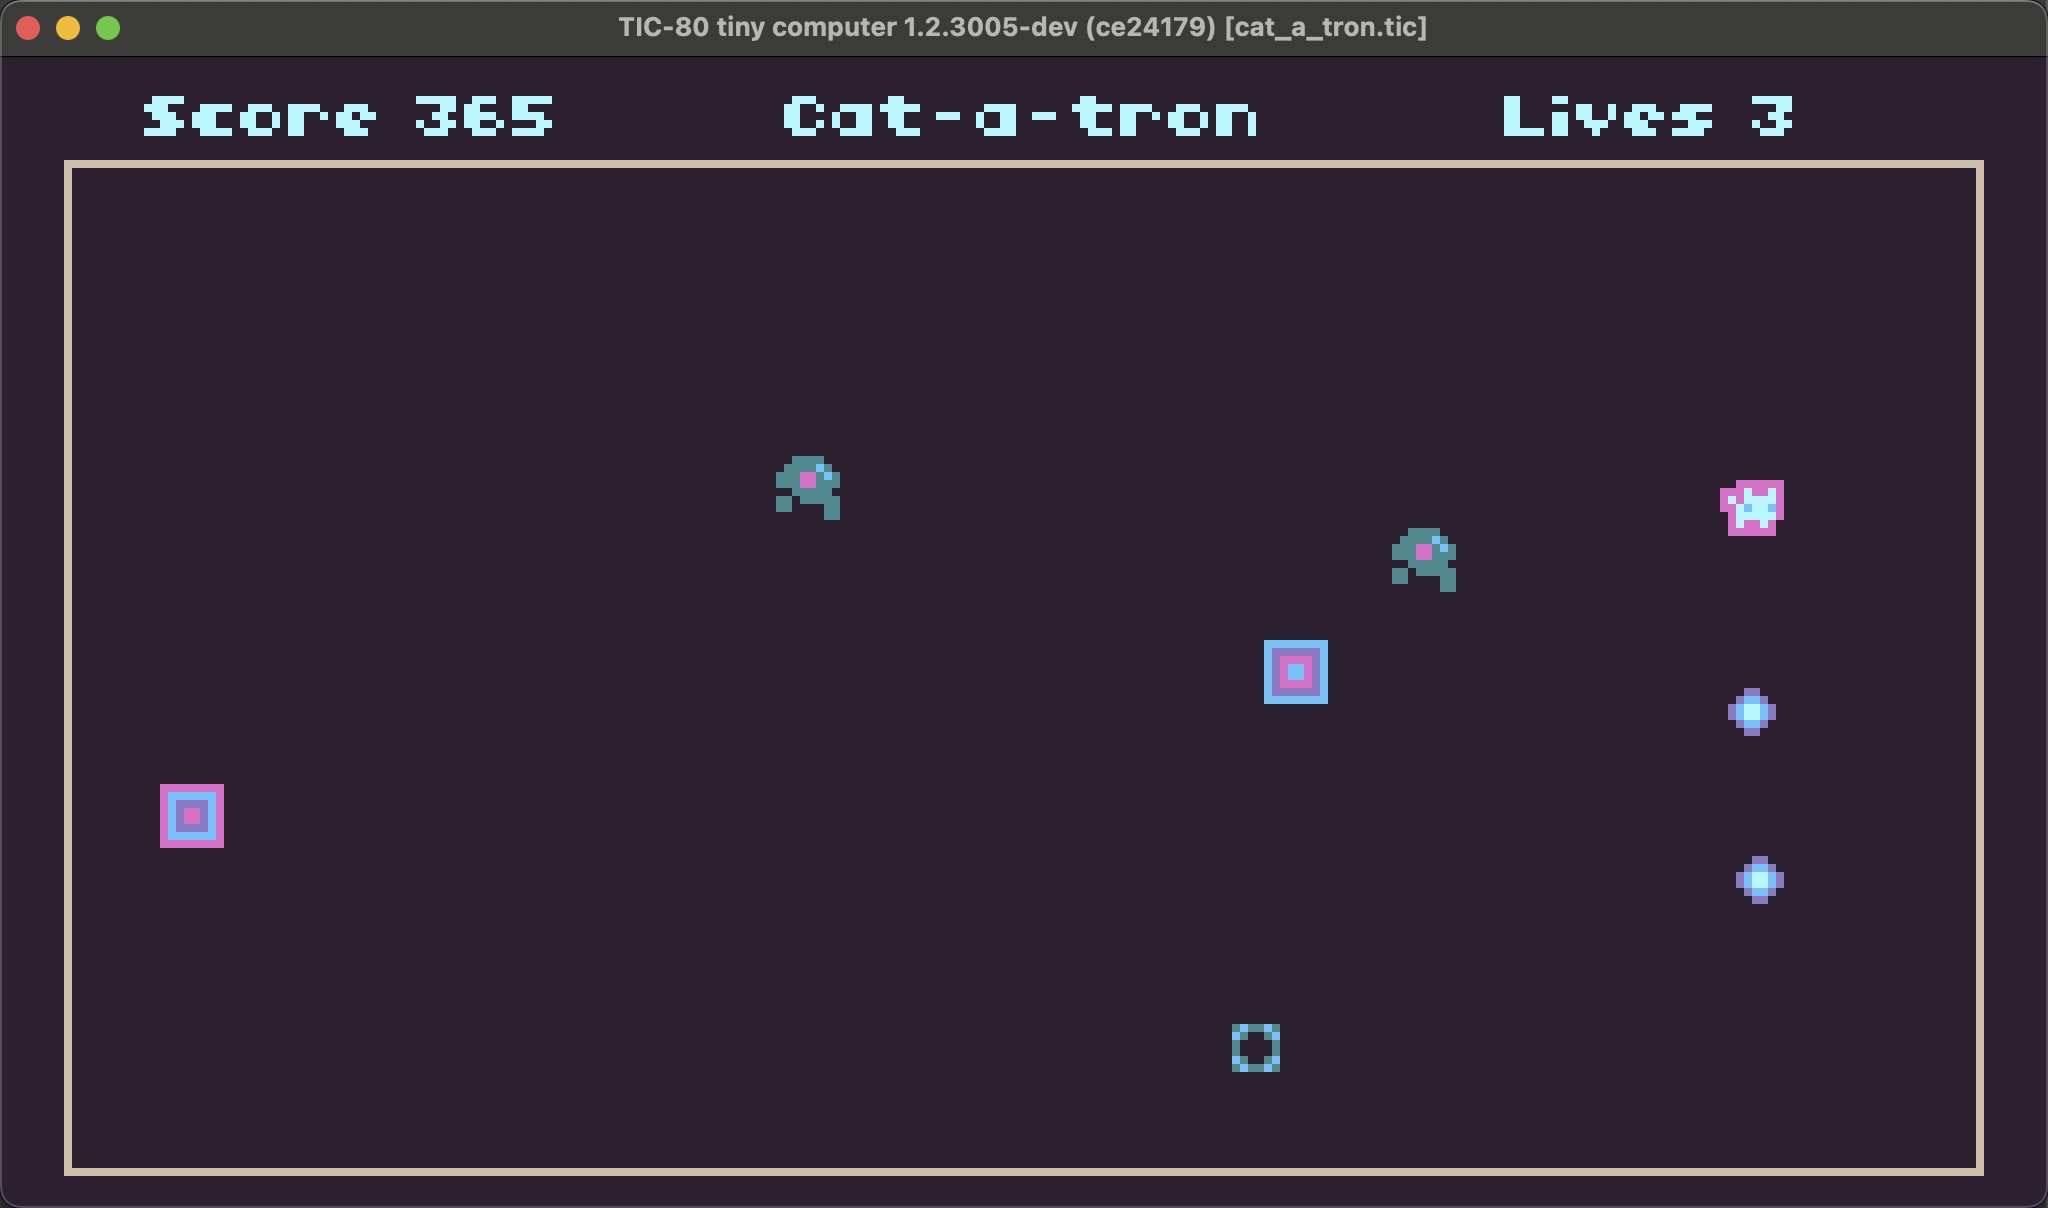 TIC-80 tiny computer 1.2.3005-dev (ce24179) [cat_a_tron.tic]
Score 365 Cat-a-tron Lives 3